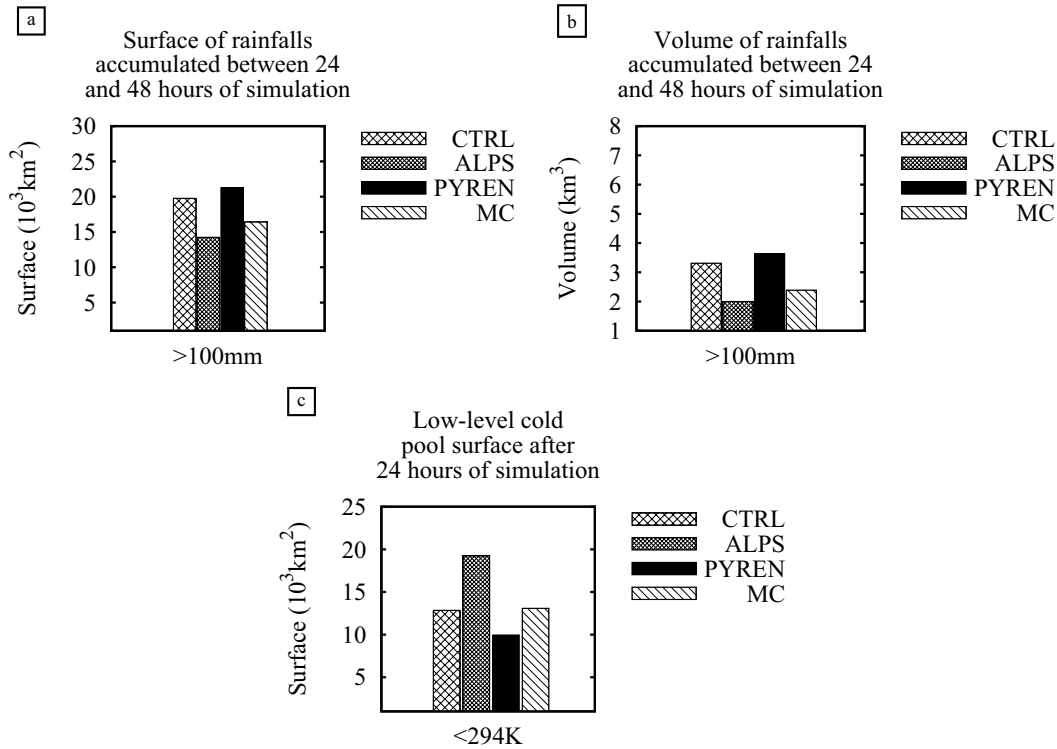 a
Surface of rainfalls
accumulated between 24
and 48 hours of simulation
Surface (10³km²)
30
25
20
15
10
5
>100mm
CTRL
ALPS
PYREN
MC
b
Volume of rainfalls
accumulated between 24
and 48 hours of simulation
Volume (km³)
8
7
6
5
4
3
2
1
>100mm
CTRL
ALPS
PYREN
MC
c
Low-level cold
pool surface after
24 hours of simulation
Surface (10³km²)
25
20
15
10
5
<294K
CTRL
ALPS
PYREN
MC